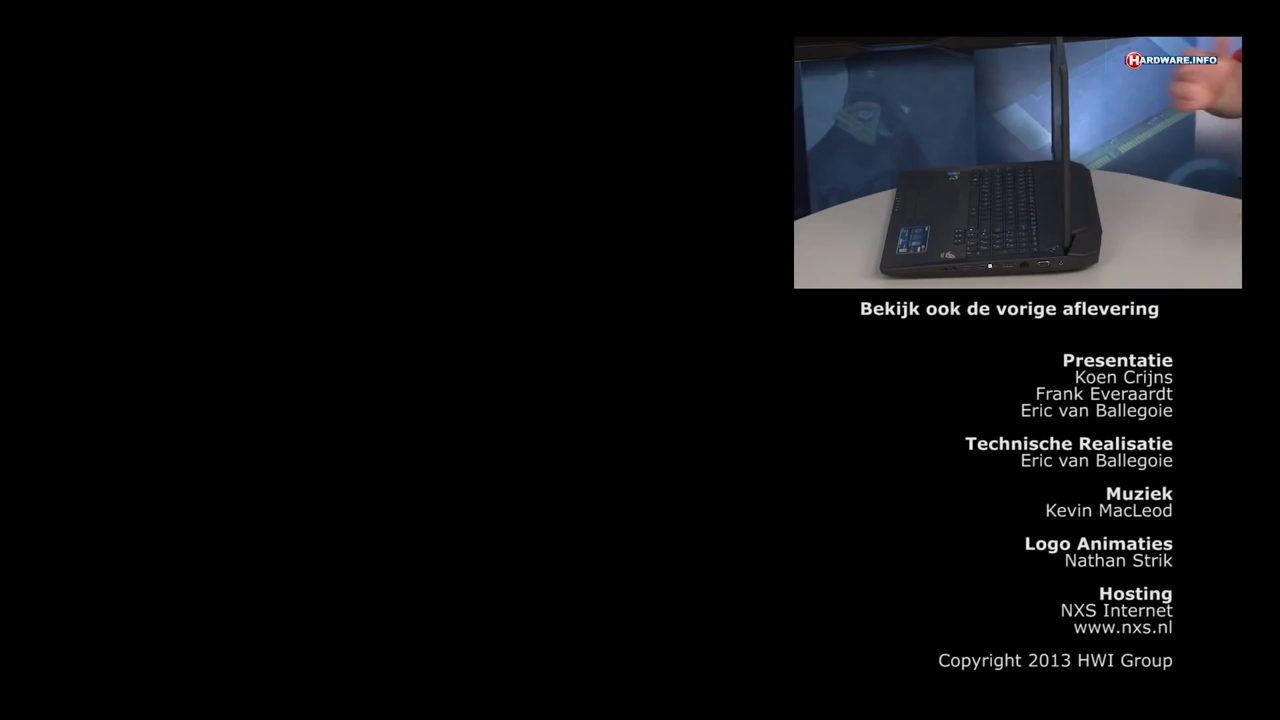 HARDWARE.INFO
Bekijk ook de vorige aflevering
Presentatie
Koen Crijns
Frank Everaardt
Eric van Ballegoie
Technische Realisatie
Eric van Ballegoie
Muziek
Kevin MacLeod
Logo Animaties
Nathan Strik
Hosting
NXS Internet
www.nxs.nl
Copyright 2013 HWI Group